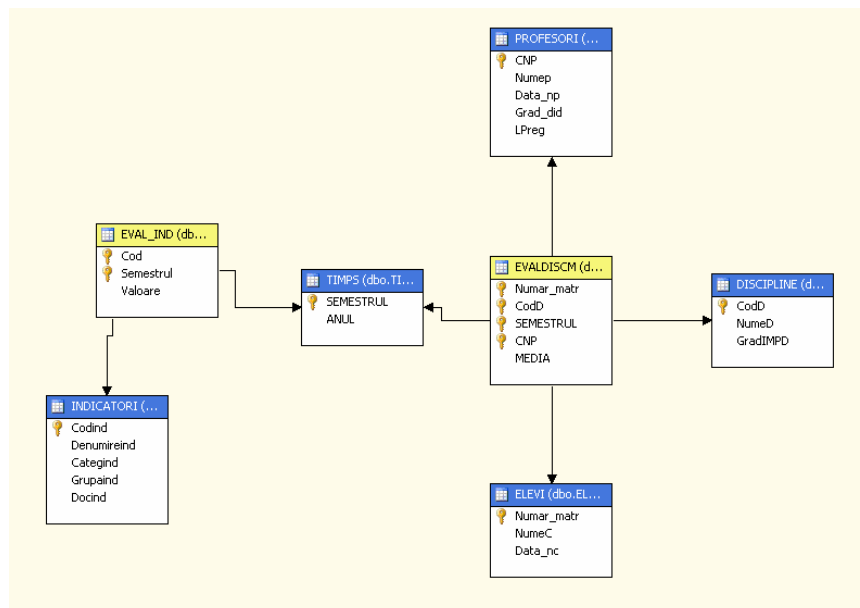 PROFESORI (...
CNP
Numep
Data_np
Grad_did
LPreg
EVAL_IND (db...
Cod
Semestrul
Valoare
TIMPS (dbo.TI...
SEMESTRUL
ANUL
EVALDISCM (d...
Numar_matr
CodD
SEMESTRUL
CNP
MEDIA
DISCIPLINE (d...
CodD
NumeD
GradIMPD
INDICATORI (...
Codind
Denumireind
Categind
Grupaind
Docind
ELEVI (dbo.EL...
Numar_matr
NumeC
Data_nc